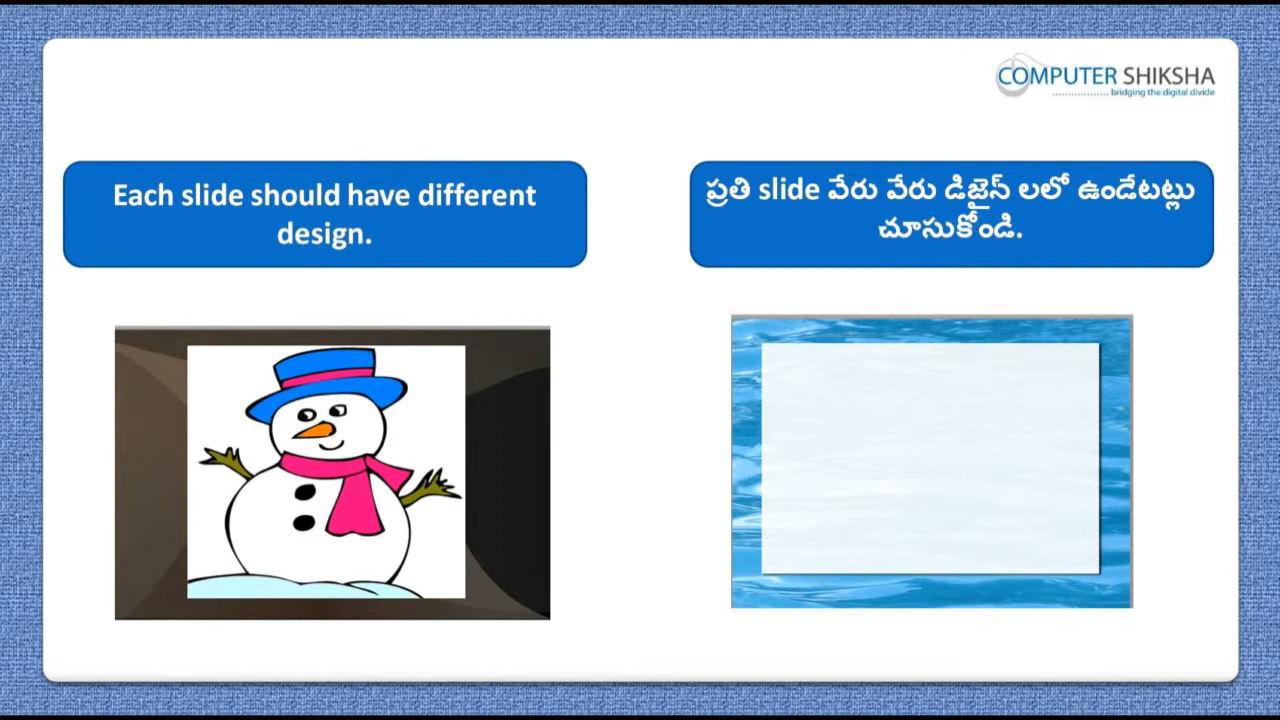 COMPUTER SHIKSHA
.................. bridging the digital divide
Each slide should have different
design.
ప్రతి slide వేరు వేరు డిజైన్ లలో ఉండేటట్లు
చూసుకోండి.